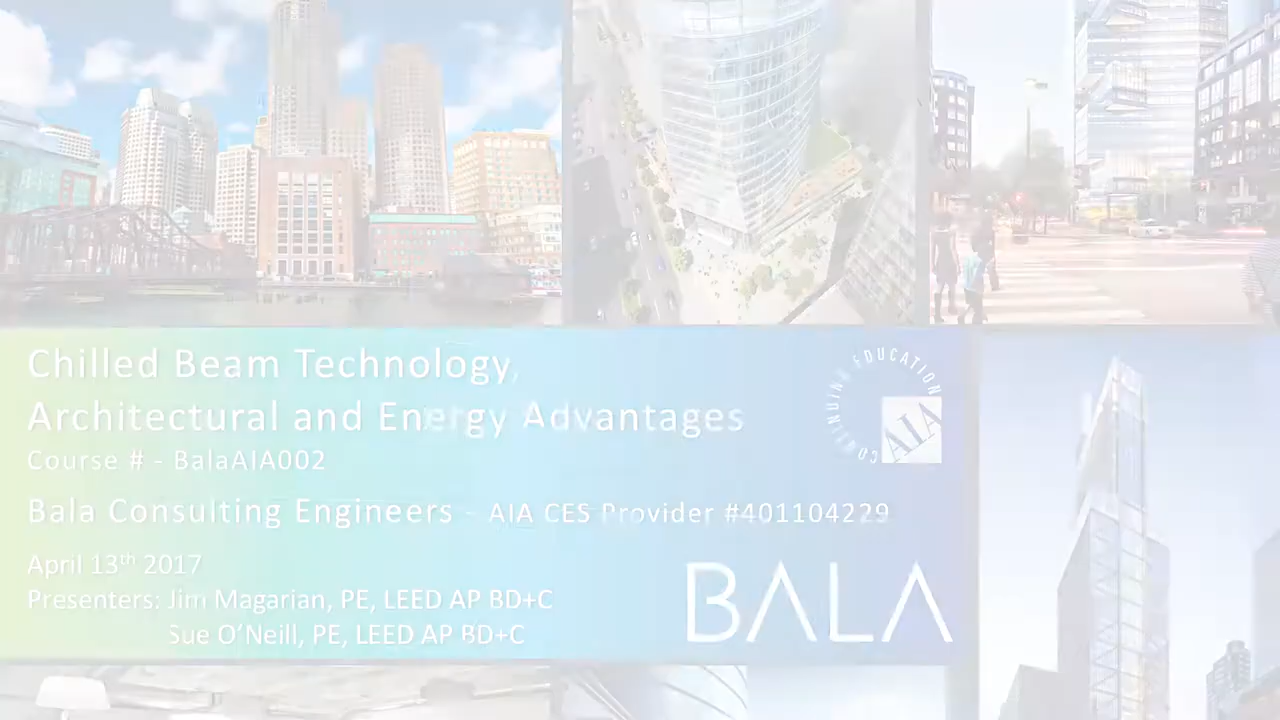 Chilled Beam Technology,
Architectural and Energy Advantages
Course # - BalaAIA002
Bala Consulting Engineers - AIA CES Provider #401104229
April 13th 2017
Presenters: Jim Magarian, PE, LEED AP BD+C
Sue O'Neill, PE, LEED AP BD+C
CONTINUING EDUCATION
AIA
BALA